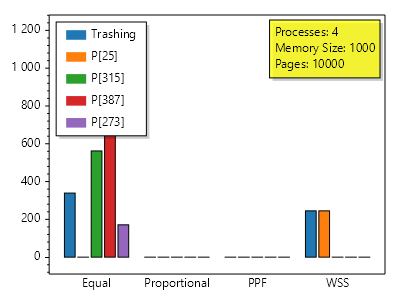 1 200
1 000
800
600
400
200
0
Trashing
P[25]
P[315]
P[387]
P[273]
Processes: 4
Memory Size: 1000
Pages: 10000
Equal
Proportional
PPF
WSS